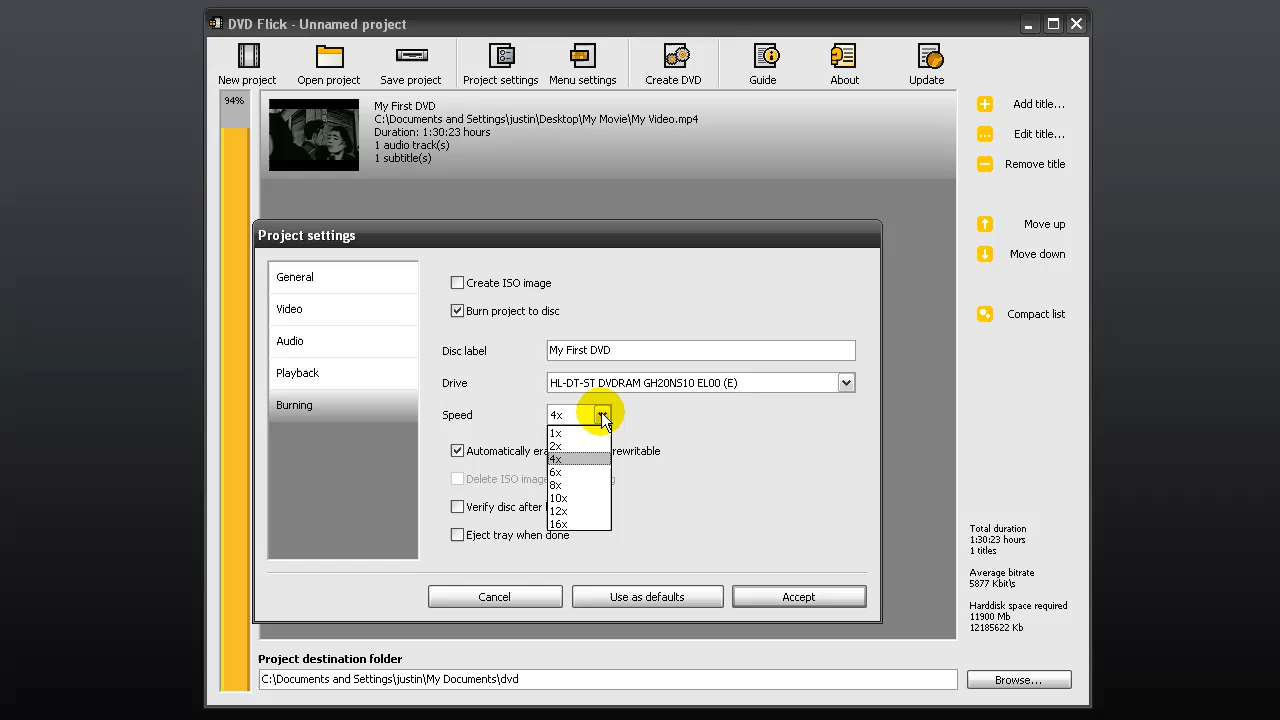 DVD Flick - Unnamed project
New project
Open project
Save project
Project settings
Menu settings
Create DVD
Guide
About
Update
94%
My First DVD
C:\Documents and Settings\justin\Desktop\My Movie\My Video.mp4
Duration: 1:30:23 hours
1 audio track(s)
1 subtitle(s)
Add title...
Edit title...
Remove title
Move up
Move down
Compact list
Project settings
General
Video
Audio
Playback
Burning
Create ISO image
Burn project to disc
Disc label
My First DVD
Drive
HL-DT-ST DVDRAM GH20NS10 EL00 (E)
Speed
4x
1x
2x
4x
6x
8x
10x
12x
16x
Automatically era rewritable
Delete ISO imag
Verify disc after
Eject tray when done
Cancel
Use as defaults
Accept
Total duration
1:30:23 hours
1 titles
Average bitrate
5877 Kbit\s
Harddisk space required
11900 Mb
12185622 Kb
Project destination folder
C:\Documents and Settings\justin\My Documents\dvd
Browse...